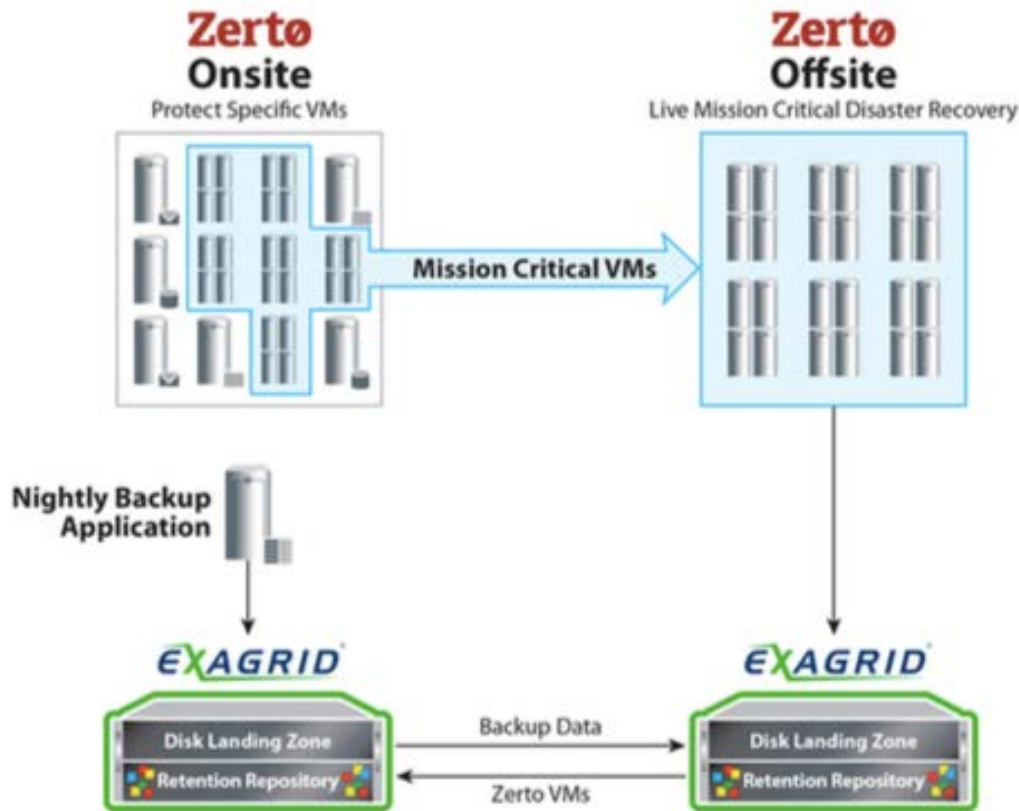 Zertø
Onsite
Protect Specific VMs
Zertø
Offsite
Live Mission Critical Disaster Recovery
Mission Critical VMs
Nightly Backup
Application
EXAGRID
Disk Landing Zone
Retention Repository
Backup Data
Zerto VMs
EXAGRID
Disk Landing Zone
Retention Repository